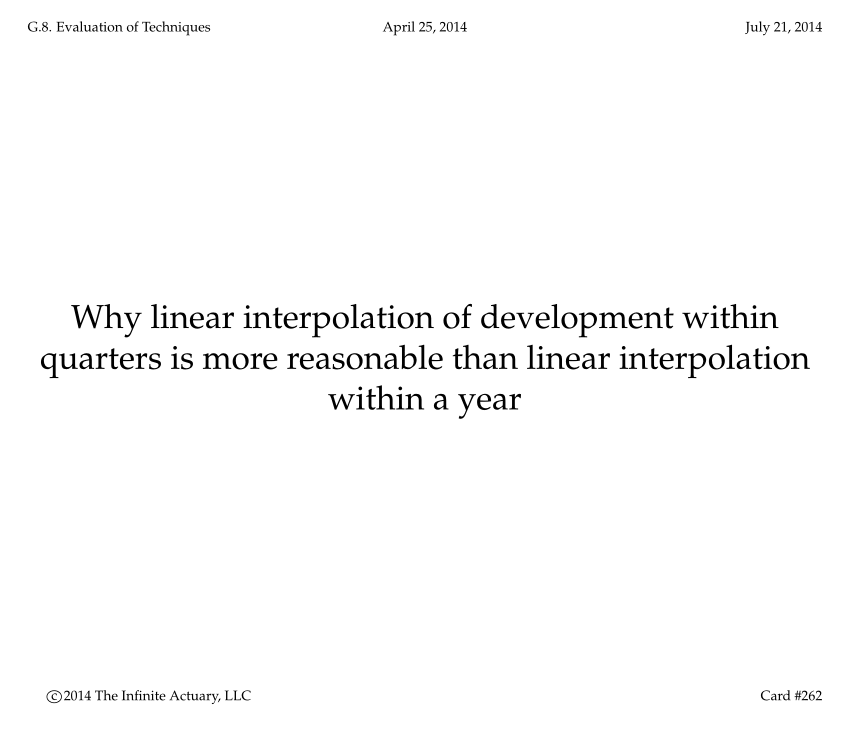 G.8. Evaluation of Techniques April 25, 2014 July 21, 2014
Why linear interpolation of development within
quarters is more reasonable than linear interpolation
within a year
©2014 The Infinite Actuary, LLC Card #262